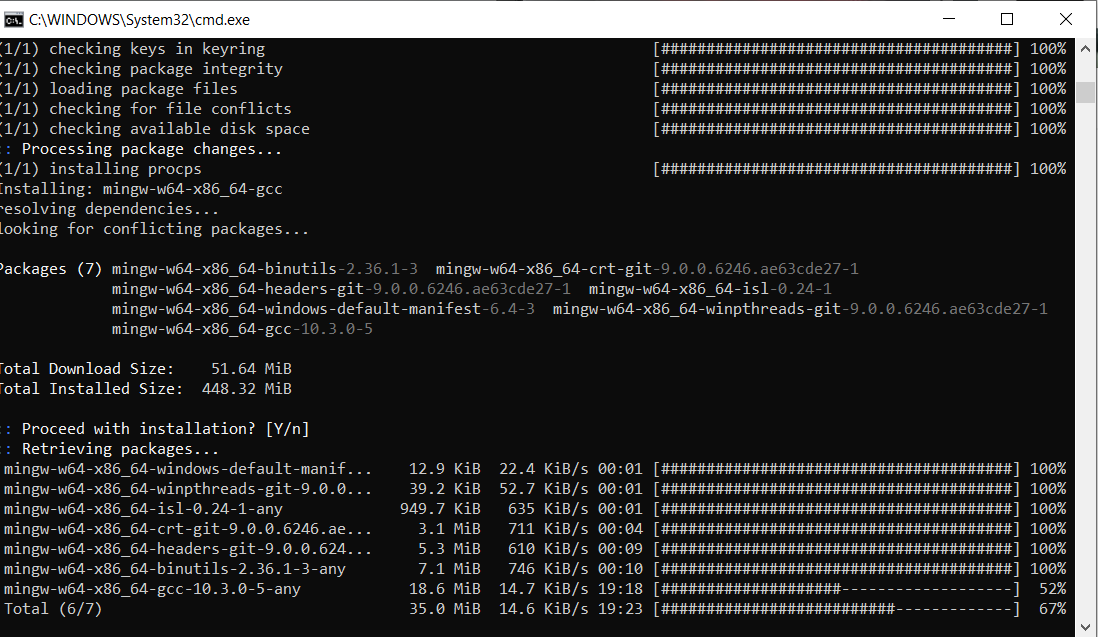 C:\WINDOWS\System32\cmd.exe
(1/1) checking keys in keyring [#######################################] 100%
(1/1) checking package integrity [#######################################] 100%
(1/1) loading package files [#######################################] 100%
(1/1) checking for file conflicts [#######################################] 100%
(1/1) checking available disk space [#######################################] 100%
:: Processing package changes...
(1/1) installing procps [#######################################] 100%
Installing: mingw-w64-x86_64-gcc
resolving dependencies...
looking for conflicting packages...
Packages (7) mingw-w64-x86_64-binutils-2.36.1-3 mingw-w64-x86_64-crt-git-9.0.0.6246.ae63cde27-1
mingw-w64-x86_64-headers-git-9.0.0.6246.ae63cde27-1 mingw-w64-x86_64-isl-0.24-1
mingw-w64-x86_64-windows-default-manifest-6.4-3 mingw-w64-x86_64-winpthreads-git-9.0.0.6246.ae63cde27-1
mingw-w64-x86_64-gcc-10.3.0-5
Total Download Size: 51.64 MiB
Total Installed Size: 448.32 MiB
:: Proceed with installation? [Y/n]
:: Retrieving packages...
mingw-w64-x86_64-windows-default-manif... 12.9 KiB 22.4 KiB/s 00:01 [#######################################] 100%
mingw-w64-x86_64-winpthreads-git-9.0.0... 39.2 KiB 52.7 KiB/s 00:01 [#######################################] 100%
mingw-w64-x86_64-isl-0.24-1-any 949.7 KiB 635 KiB/s 00:01 [#######################################] 100%
mingw-w64-x86_64-crt-git-9.0.0.6246.ae... 3.1 MiB 711 KiB/s 00:04 [#######################################] 100%
mingw-w64-x86_64-headers-git-9.0.0.624... 5.3 MiB 610 KiB/s 00:09 [#######################################] 100%
mingw-w64-x86_64-binutils-2.36.1-3-any 7.1 MiB 746 KiB/s 00:10 [#######################################] 100%
mingw-w64-x86_64-gcc-10.3.0-5-any 18.6 MiB 14.7 KiB/s 19:18 [####################-------------------] 52%
Total (6/7) 35.0 MiB 14.6 KiB/s 19:23 [##########################-------------] 67%